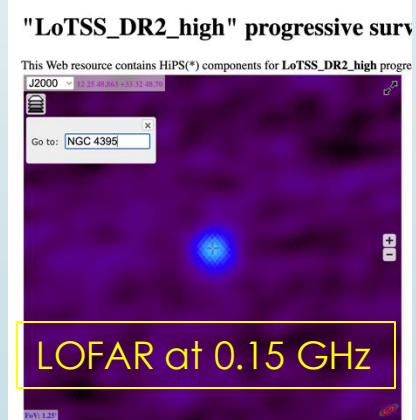 "LoTSS_DR2_high" progressive surv
This Web resource contains HiPS(*) components for LoTSS_DR2_high progre
J2000 12 25 48.863 +33 32 48.70
Go to: NGC 4395
x
+
-
LOFAR at 0.15 GHz
FoV: 1.25'